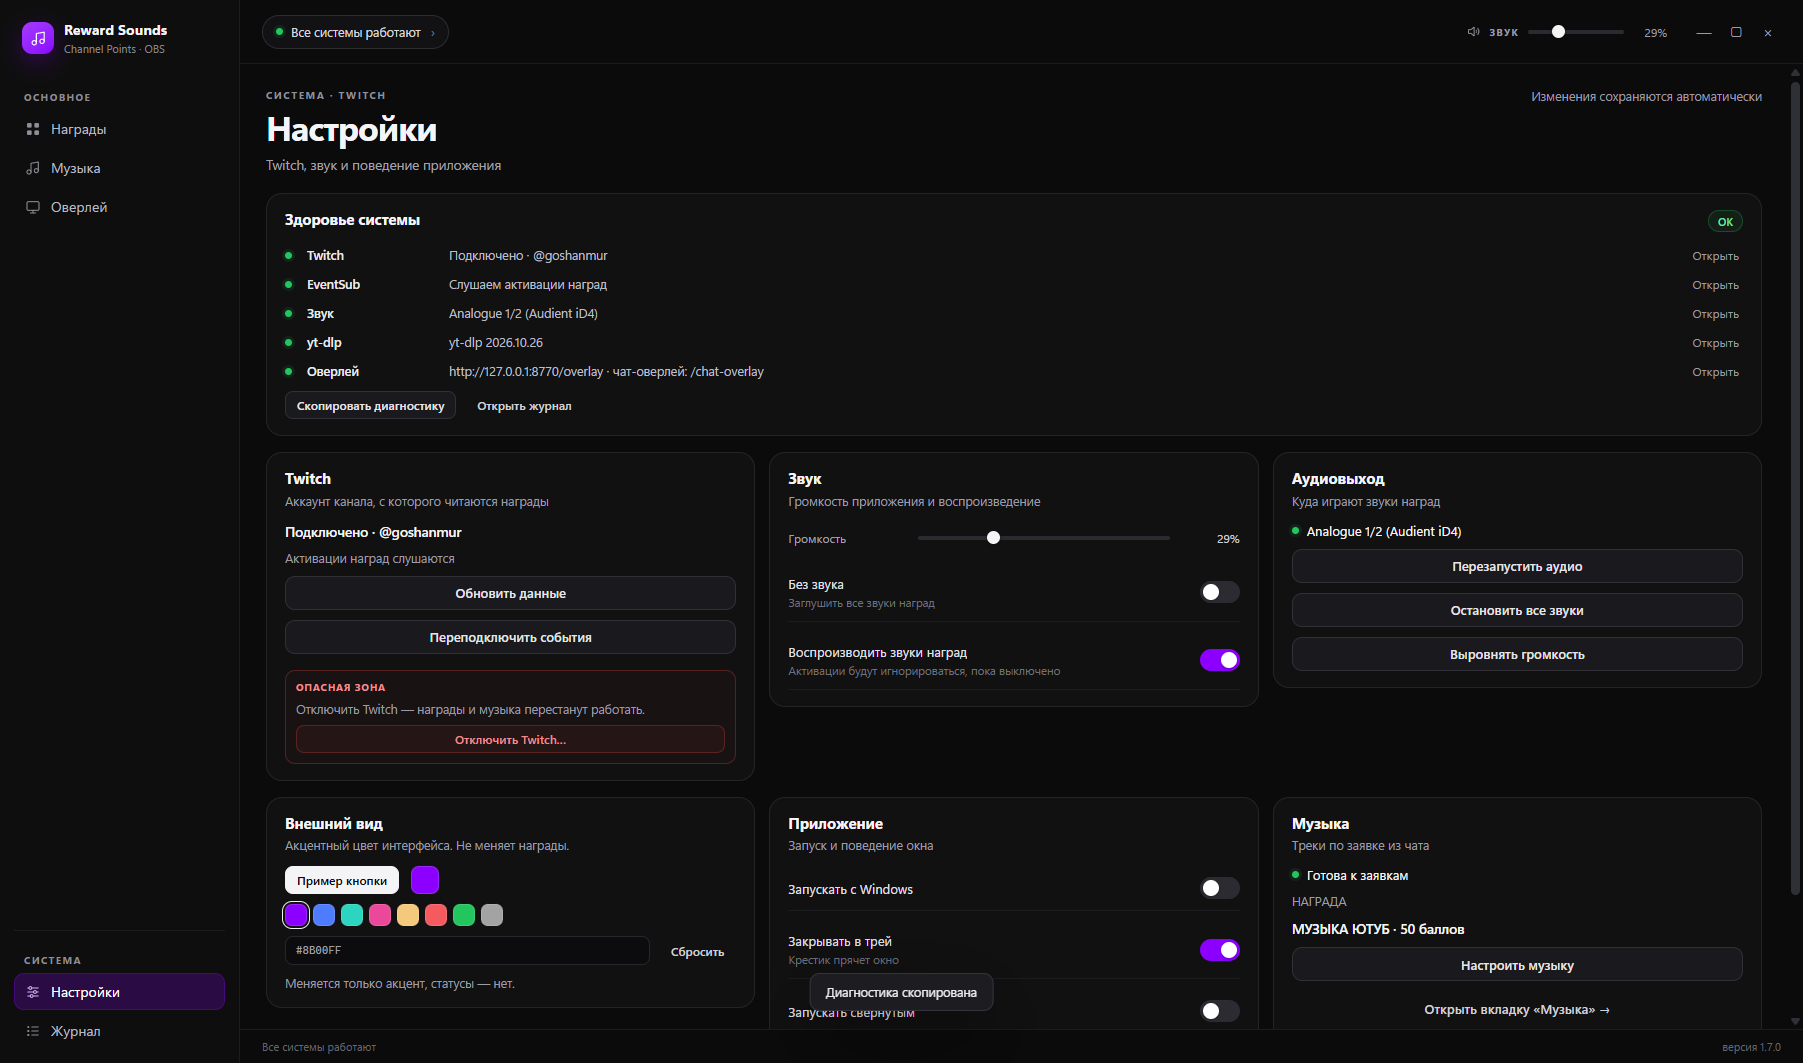 Reward Sounds
Channel Points · OBS
ОСНОВНОЕ
Награды
Музыка
Оверлей
СИСТЕМА
Настройки
Журнал
Все системы работают ›
ЗВУК
29%
СИСТЕМА · TWITCH
Изменения сохраняются автоматически
Настройки
Twitch, звук и поведение приложения
Здоровье системы
OK
Twitch
Подключено · @goshanmur
Открыть
EventSub
Слушаем активации наград
Открыть
Звук
Analogue 1/2 (Audient iD4)
Открыть
yt-dlp
yt-dlp 2026.10.26
Открыть
Оверлей
http://127.0.0.1:8770/overlay · чат-оверлей: /chat-overlay
Открыть
Скопировать диагностику
Открыть журнал
Twitch
Аккаунт канала, с которого читаются награды
Подключено · @goshanmur
Активации наград слушаются
Обновить данные
Переподключить события
ОПАСНАЯ ЗОНА
Отключить Twitch — награды и музыка перестанут работать.
Отключить Twitch...
Звук
Громкость приложения и воспроизведение
Громкость
29%
Без звука
Заглушить все звуки наград
Воспроизводить звуки наград
Активации будут игнорироваться, пока выключено
Аудиовыход
Куда играют звуки наград
Analogue 1/2 (Audient iD4)
Перезапустить аудио
Остановить все звуки
Выровнять громкость
Внешний вид
Акцентный цвет интерфейса. Не меняет награды.
Пример кнопки
#8B00FF
Сбросить
Меняется только акцент, статусы — нет.
Приложение
Запуск и поведение окна
Запускать с Windows
Закрывать в трей
Крестик прячет окно
Диагностика скопирована
Запускать свернутым
Музыка
Треки по заявке из чата
Готова к заявкам
НАГРАДА
МУЗЫКА ЮТУБ · 50 баллов
Настроить музыку
Открыть вкладку «Музыка» →
Все системы работают
версия 1.7.0